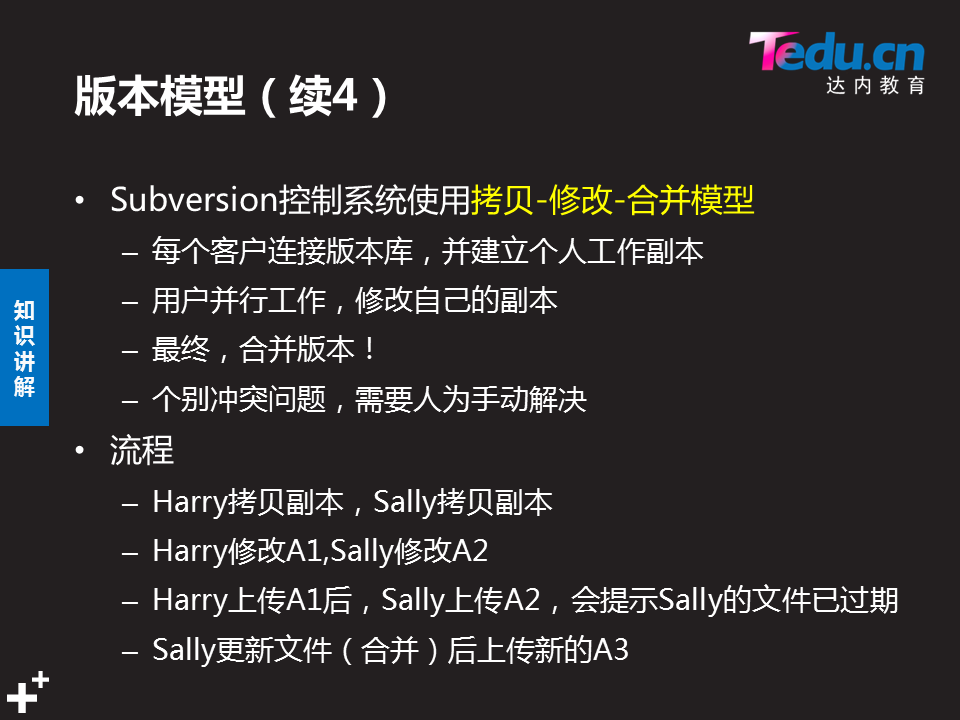 Tedu.cn
达内教育
版本模型（续4）
• Subversion控制系统使用拷贝-修改-合并模型
– 每个客户连接版本库，并建立个人工作副本
– 用户并行工作，修改自己的副本
– 最终，合并版本！
– 个别冲突问题，需要人为手动解决
• 流程
– Harry拷贝副本，Sally拷贝副本
– Harry修改A1,Sally修改A2
– Harry上传A1后，Sally上传A2，会提示Sally的文件已过期
– Sally更新文件（合并）后上传新的A3
知识讲解